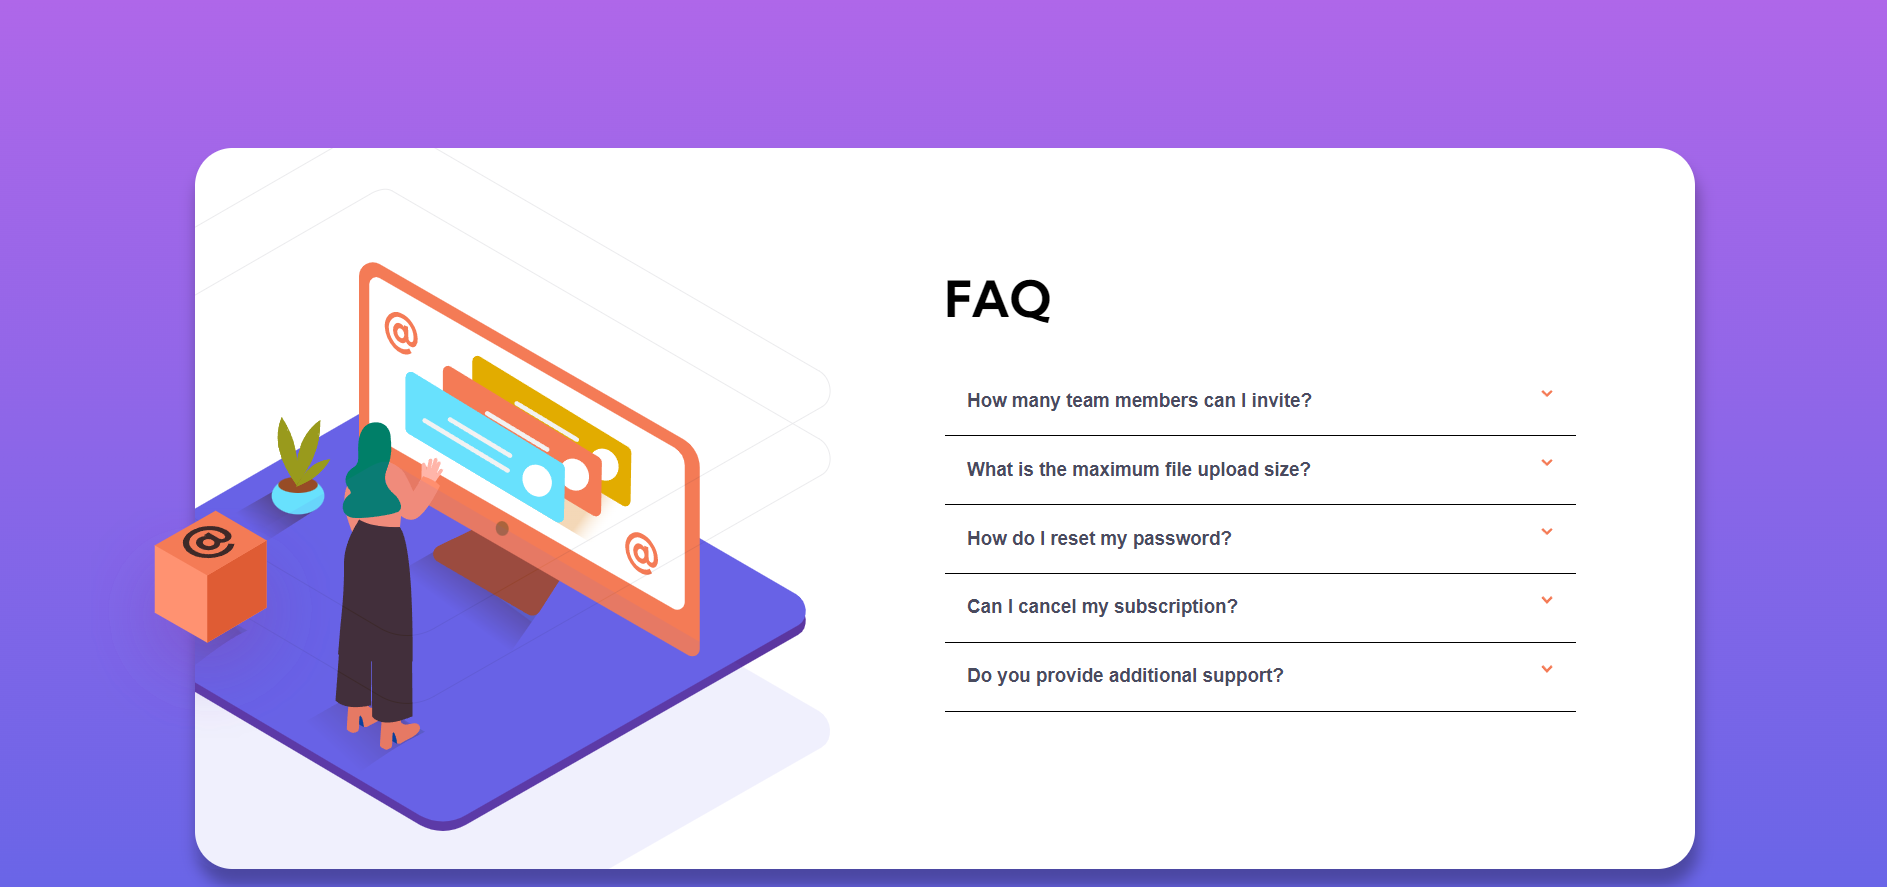 @
@
@
FAQ
How many team members can I invite?
What is the maximum file upload size?
How do I reset my password?
Can I cancel my subscription?
Do you provide additional support?